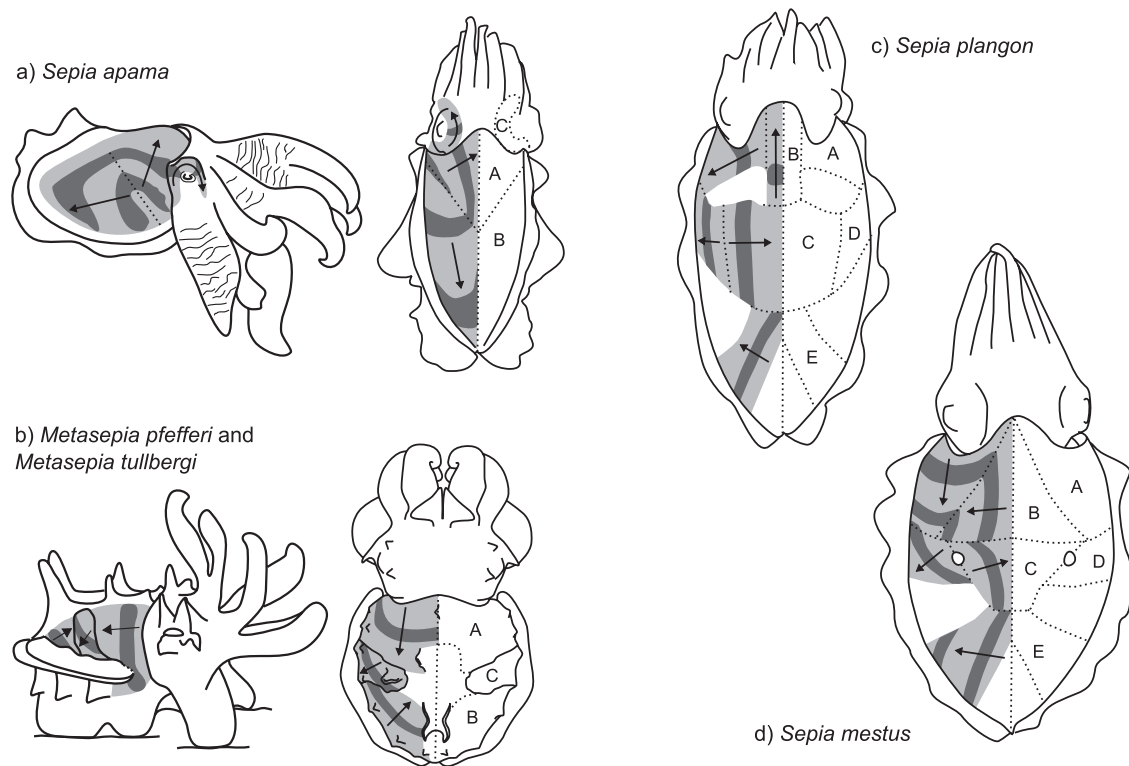 a) Sepia apama
C
A
B
b) Metasepia pfefferi and
Metasepia tullbergi
A
C
B
c) Sepia plangon
B
A
C
D
E
A
B
C
D
E
d) Sepia mestus